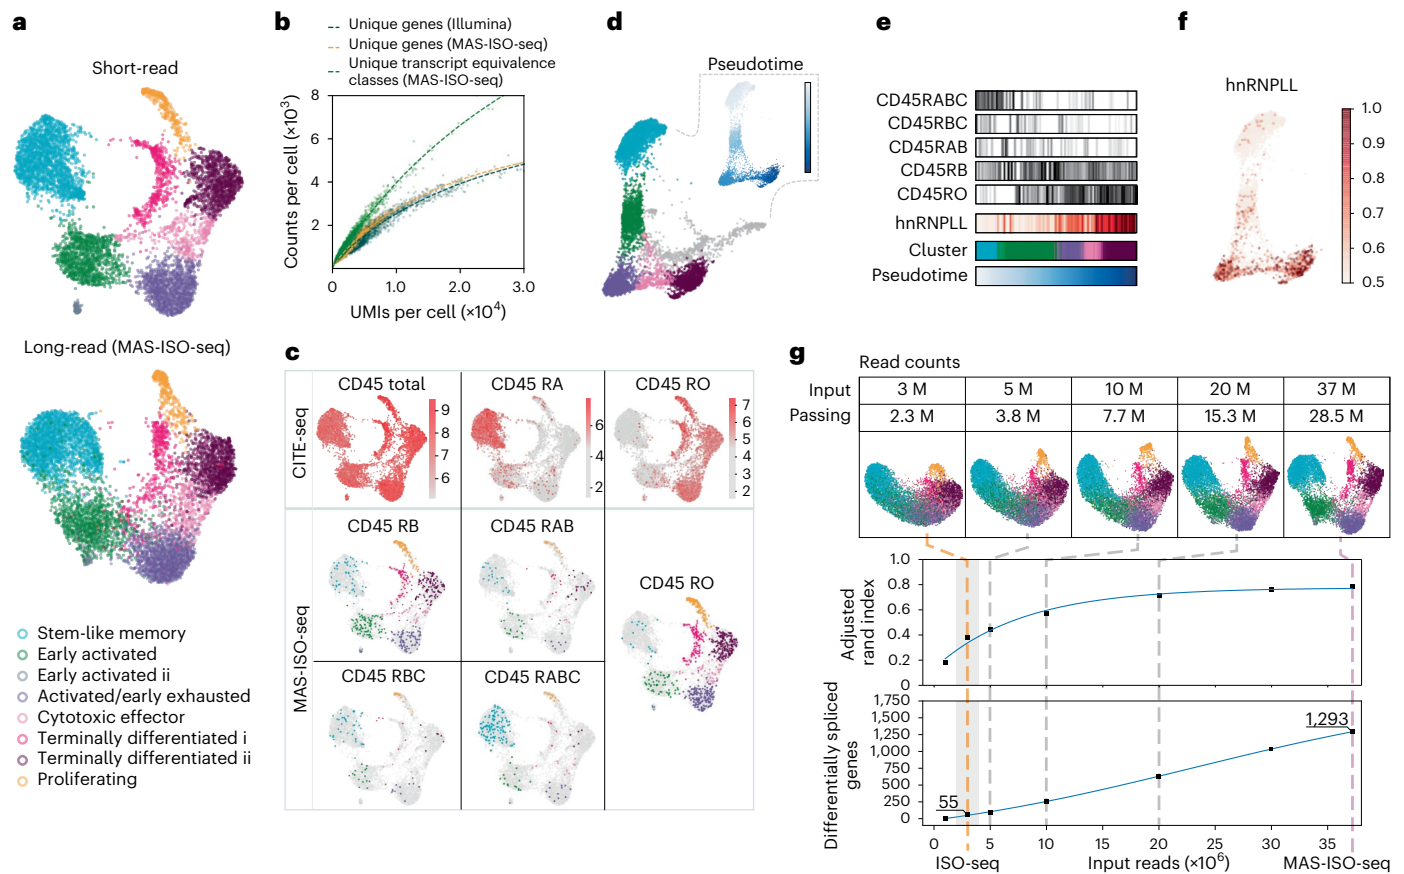 a
Short-read
Long-read (MAS-ISO-seq)
Stem-like memory
Early activated
Early activated ii
Activated/early exhausted
Cytotoxic effector
Terminally differentiated i
Terminally differentiated ii
Proliferating
b
Unique genes (Illumina)
Unique genes (MAS-ISO-seq)
Unique transcript equivalence
classes (MAS-ISO-seq)
Counts per cell (×10³)
8
6
4
2
0 1.0 2.0 3.0
UMIs per cell (×10⁴)
c
CITE-seq
CD45 total
9
8
7
6
CD45 RA
6
4
2
CD45 RO
7
6
5
4
3
2
MAS-ISO-seq
CD45 RB
CD45 RAB
CD45 RO
CD45 RBC
CD45 RABC
d
Pseudotime
e
CD45RABC
CD45RBC
CD45RAB
CD45RB
CD45RO
hnRNPLL
Cluster
Pseudotime
f
hnRNPLL
1.0
0.9
0.8
0.7
0.6
0.5
g
Read counts
Input 3 M 5 M 10 M 20 M 37 M
Passing 2.3 M 3.8 M 7.7 M 15.3 M 28.5 M
Adjusted
rand index
1.0
0.8
0.6
0.4
0.2
0
Differentially spliced
genes
1,750
1,500
1,250
1,000
750
500
250
0
55
1,293
0 5 10 15 20 25 30 35
ISO-seq Input reads (×10⁶) MAS-ISO-seq